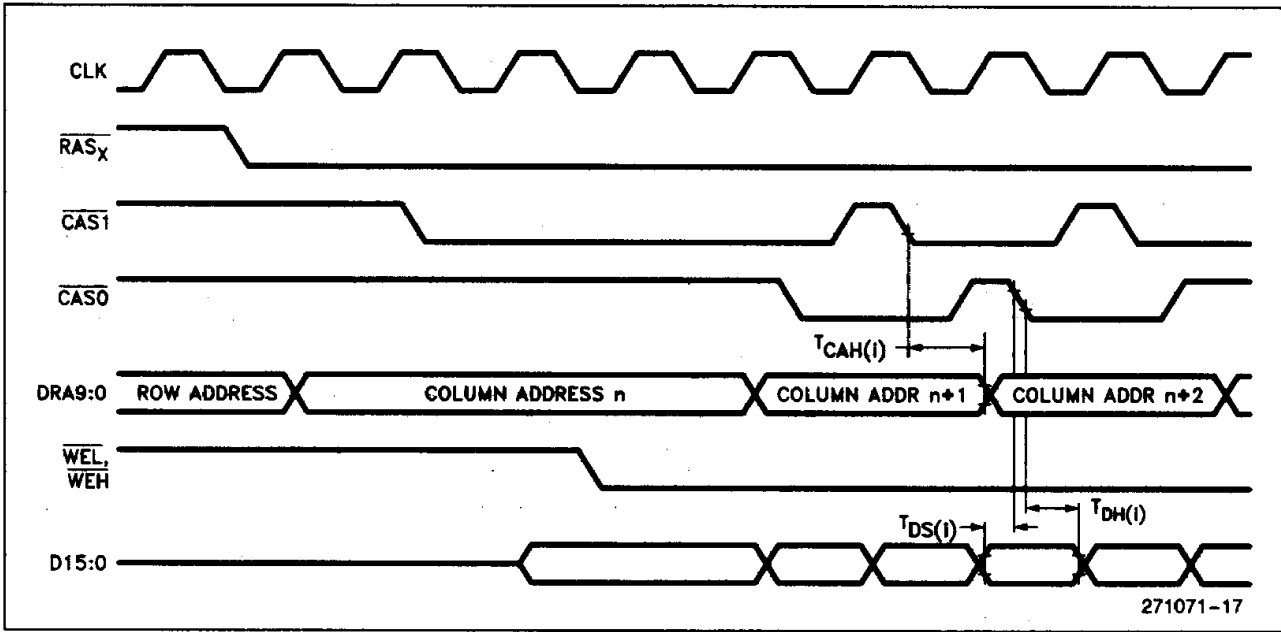 CLK
RASX
CAS1
CAS0
TCAH(i)
DRA9:0 ROW ADDRESS COLUMN ADDRESS n COLUMN ADDR n+1 COLUMN ADDR n+2
WEL,
WEH
TDH(i)
TDS(i)
D15:0
271071-17